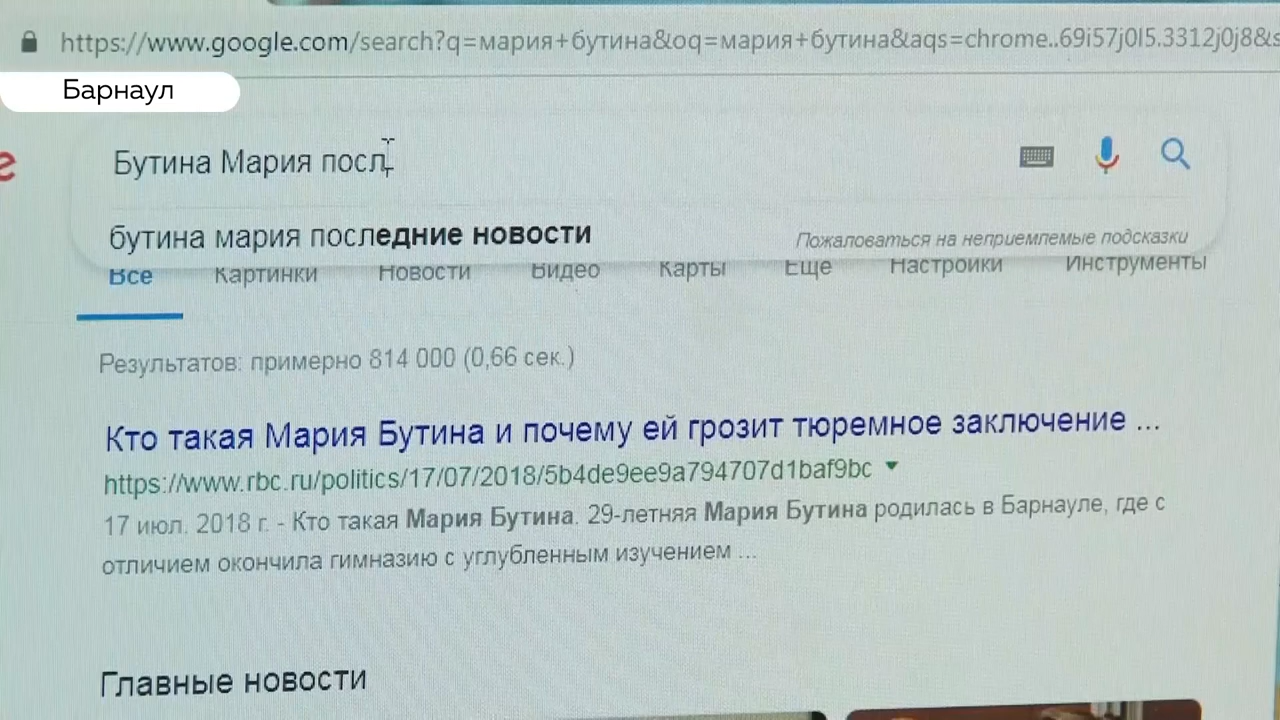 https://www.google.com/search?q=мария+бутина&oq=мария+бутина&aqs=chrome..69i57j0l5.3312j0j8&s
Барнаул
e
Бутина Мария посл
бутина мария последние новости
Пожаловаться на неприемлемые подсказки
Все Картинки Новости Видео Карты Ещё Настройки Инструменты
Результатов: примерно 814 000 (0,66 сек.)
Кто такая Мария Бутина и почему ей грозит тюремное заключение ...
https://www.rbc.ru/politics/17/07/2018/5b4de9ee9a794707d1baf9bc
17 июл. 2018 г. - Кто такая Мария Бутина. 29-летняя Мария Бутина родилась в Барнауле, где с
отличием окончила гимназию с углубленным изучением ...
Главные новости